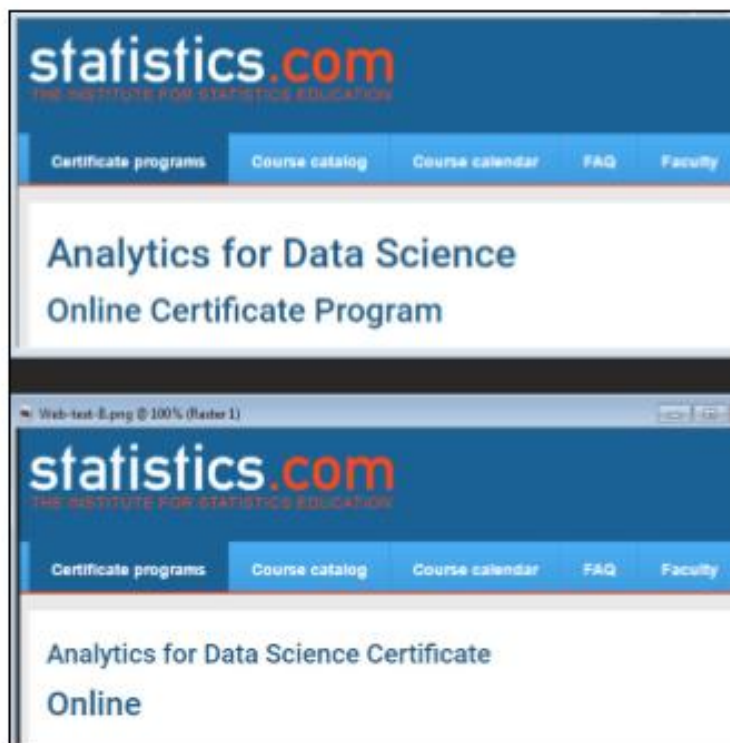 statistics.com
THE INSTITUTE FOR STATISTICS EDUCATION
Certificate programs Course catalog Course calendar FAQ Faculty
Analytics for Data Science
Online Certificate Program
Web-test-B.png @ 100% (Raster 1)
statistics.com
THE INSTITUTE FOR STATISTICS EDUCATION
Certificate programs Course catalog Course calendar FAQ Faculty
Analytics for Data Science Certificate
Online